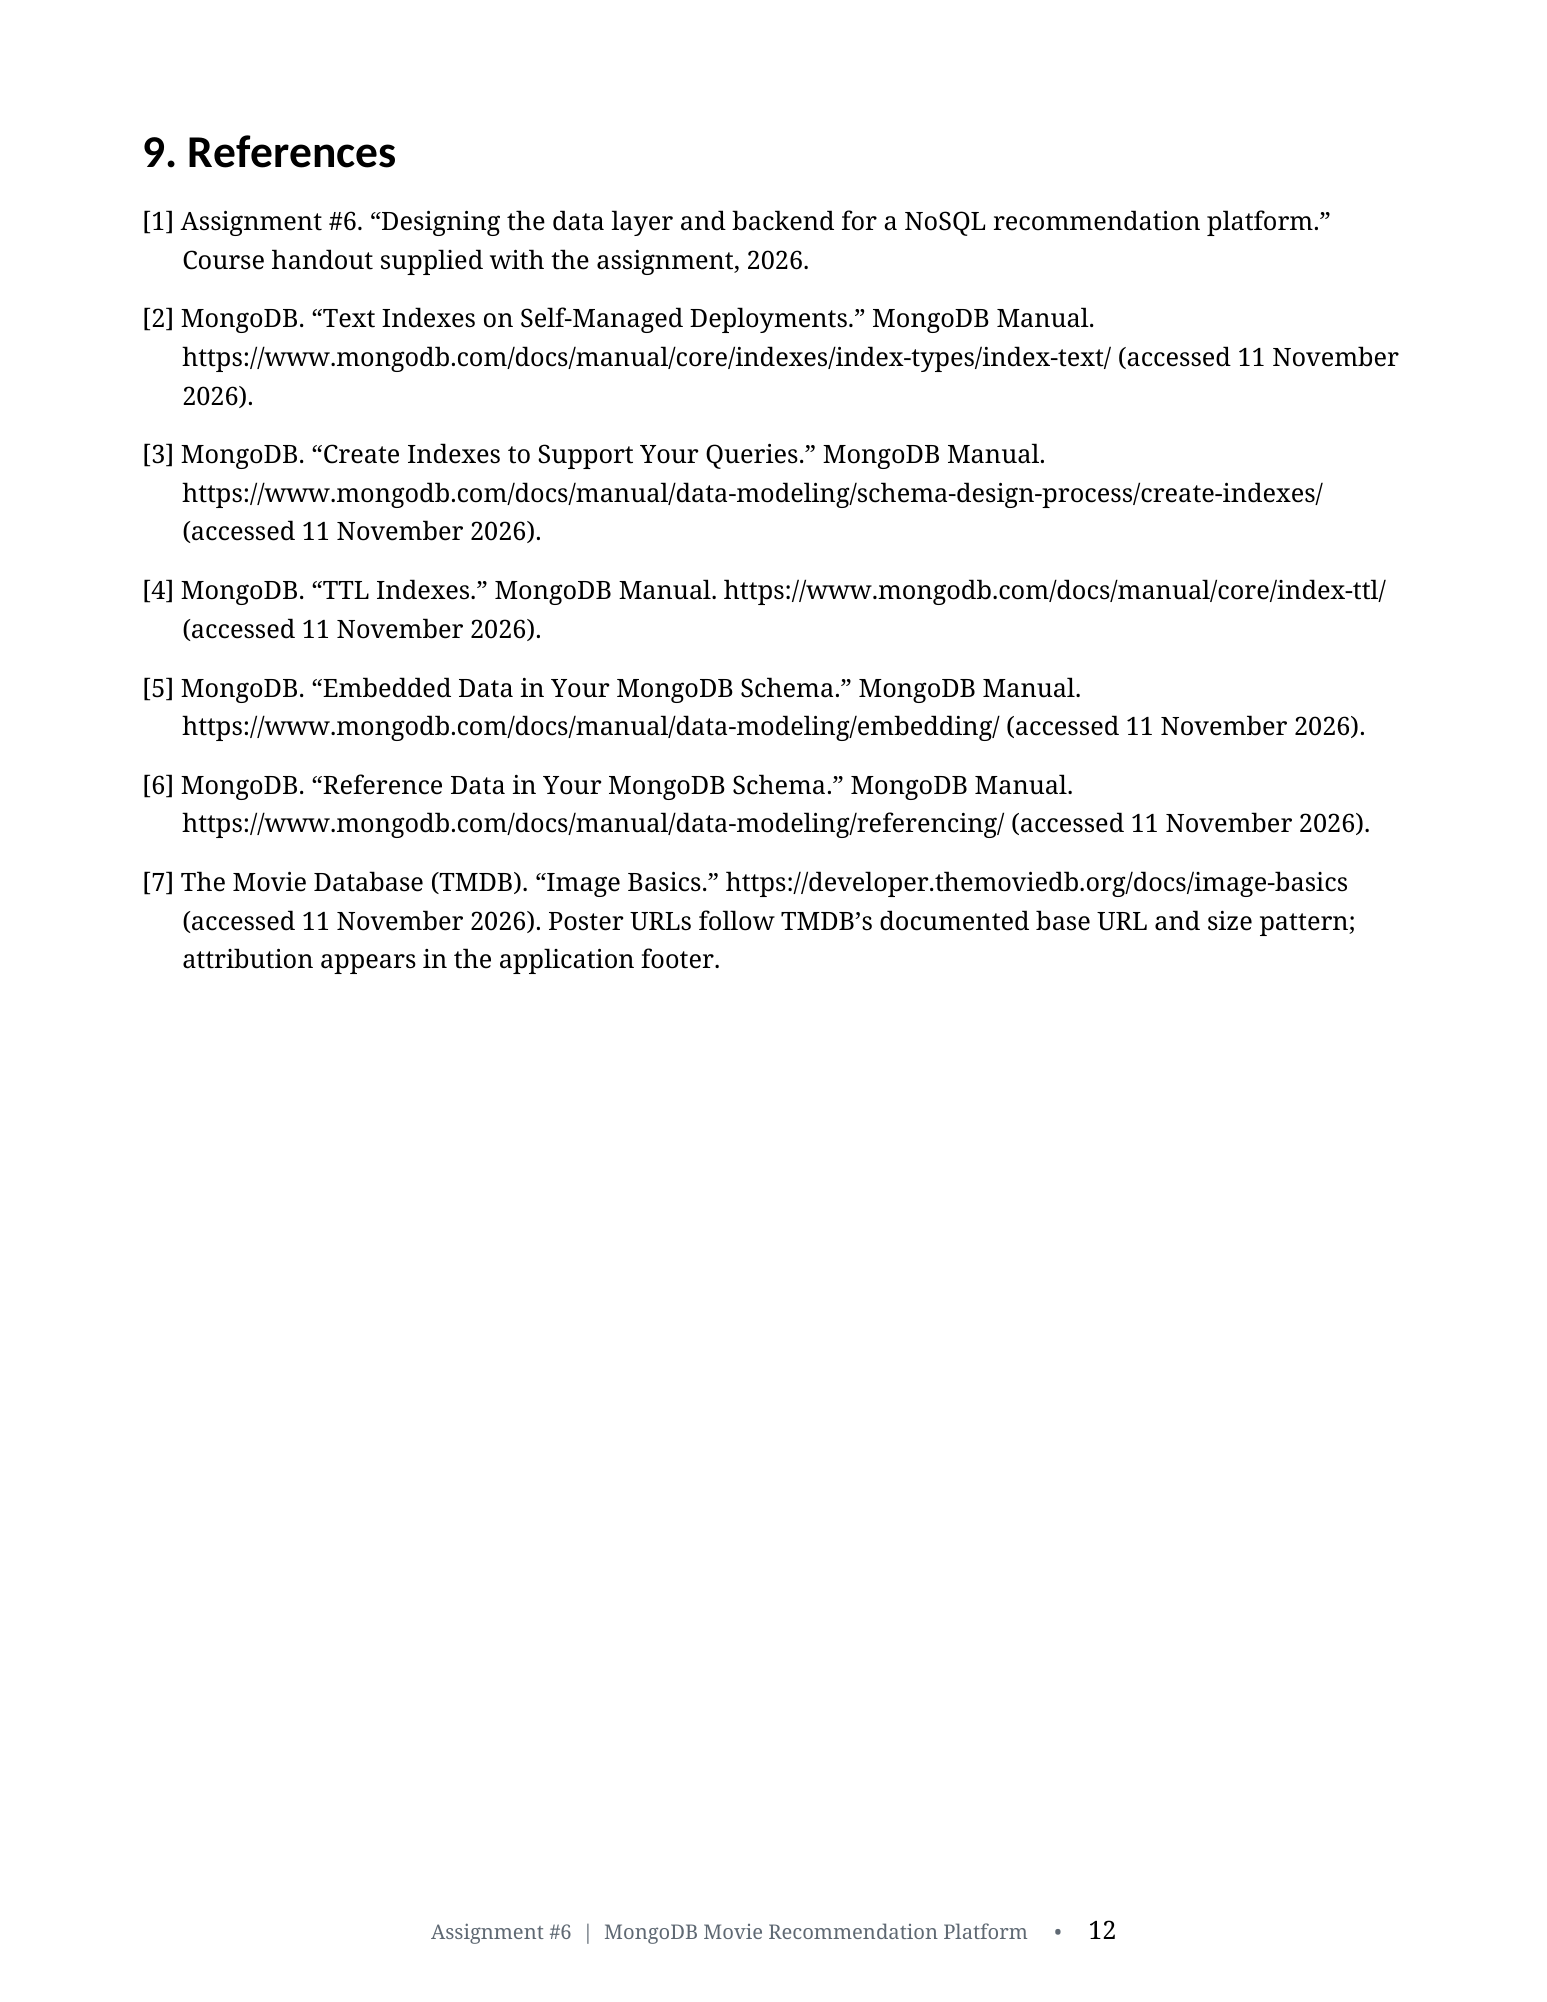 9. References
[1] Assignment #6. “Designing the data layer and backend for a NoSQL recommendation platform.”
Course handout supplied with the assignment, 2026.
[2] MongoDB. “Text Indexes on Self-Managed Deployments.” MongoDB Manual.
https://www.mongodb.com/docs/manual/core/indexes/index-types/index-text/ (accessed 11 November
2026).
[3] MongoDB. “Create Indexes to Support Your Queries.” MongoDB Manual.
https://www.mongodb.com/docs/manual/data-modeling/schema-design-process/create-indexes/
(accessed 11 November 2026).
[4] MongoDB. “TTL Indexes.” MongoDB Manual. https://www.mongodb.com/docs/manual/core/index-ttl/
(accessed 11 November 2026).
[5] MongoDB. “Embedded Data in Your MongoDB Schema.” MongoDB Manual.
https://www.mongodb.com/docs/manual/data-modeling/embedding/ (accessed 11 November 2026).
[6] MongoDB. “Reference Data in Your MongoDB Schema.” MongoDB Manual.
https://www.mongodb.com/docs/manual/data-modeling/referencing/ (accessed 11 November 2026).
[7] The Movie Database (TMDB). “Image Basics.” https://developer.themoviedb.org/docs/image-basics
(accessed 11 November 2026). Poster URLs follow TMDB’s documented base URL and size pattern;
attribution appears in the application footer.
Assignment #6 | MongoDB Movie Recommendation Platform • 12